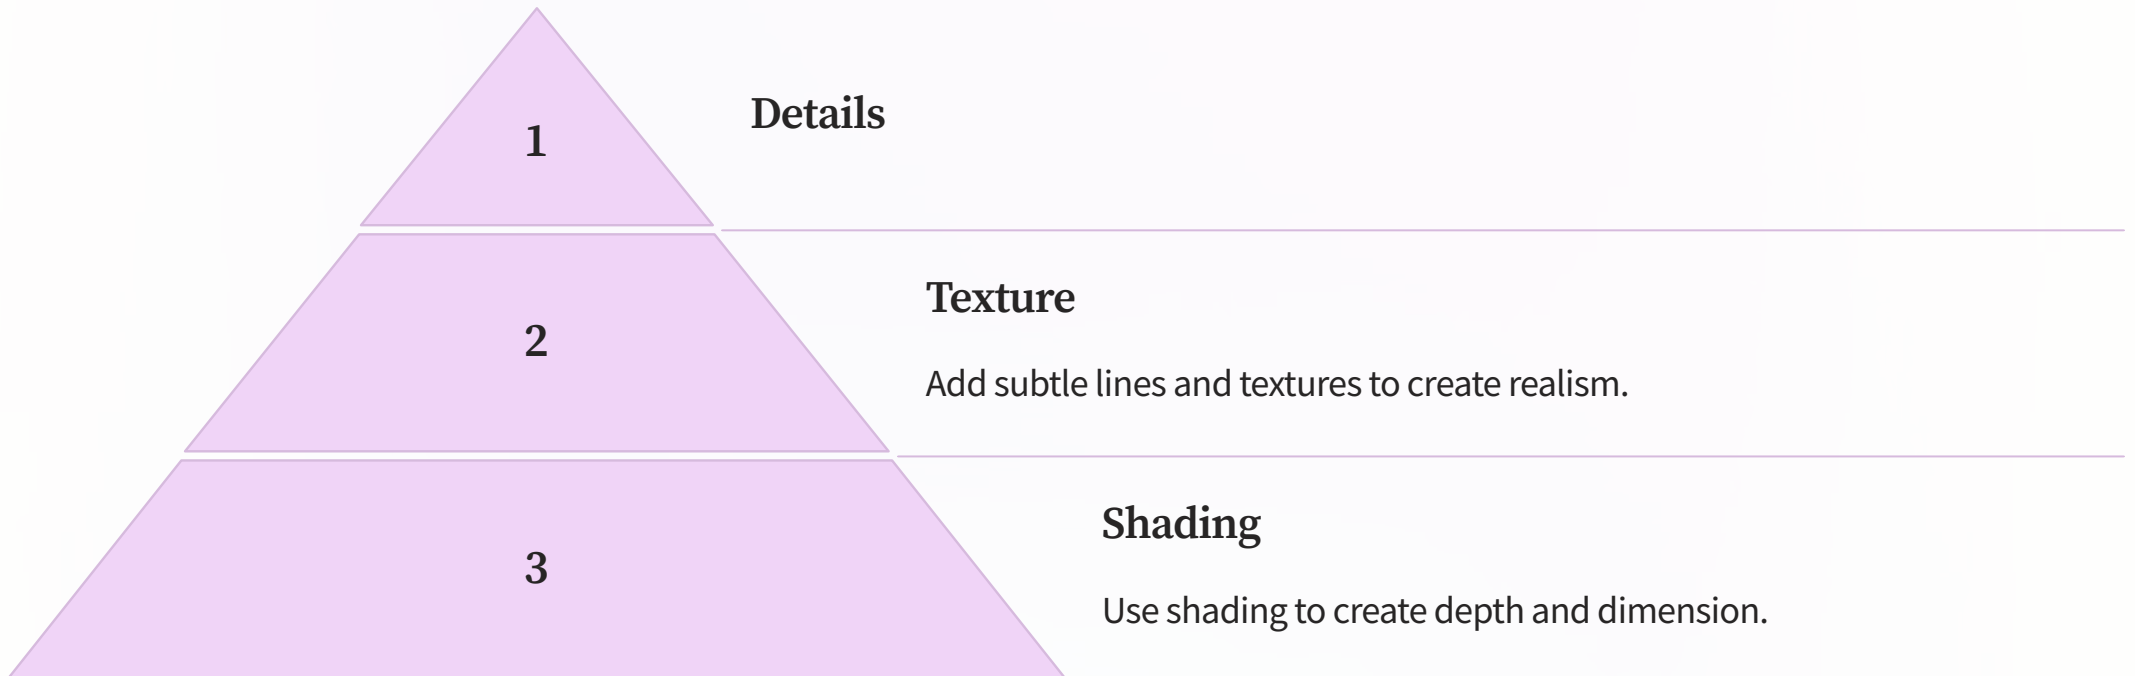 1
Details
2
Texture
Add subtle lines and textures to create realism.
3
Shading
Use shading to create depth and dimension.